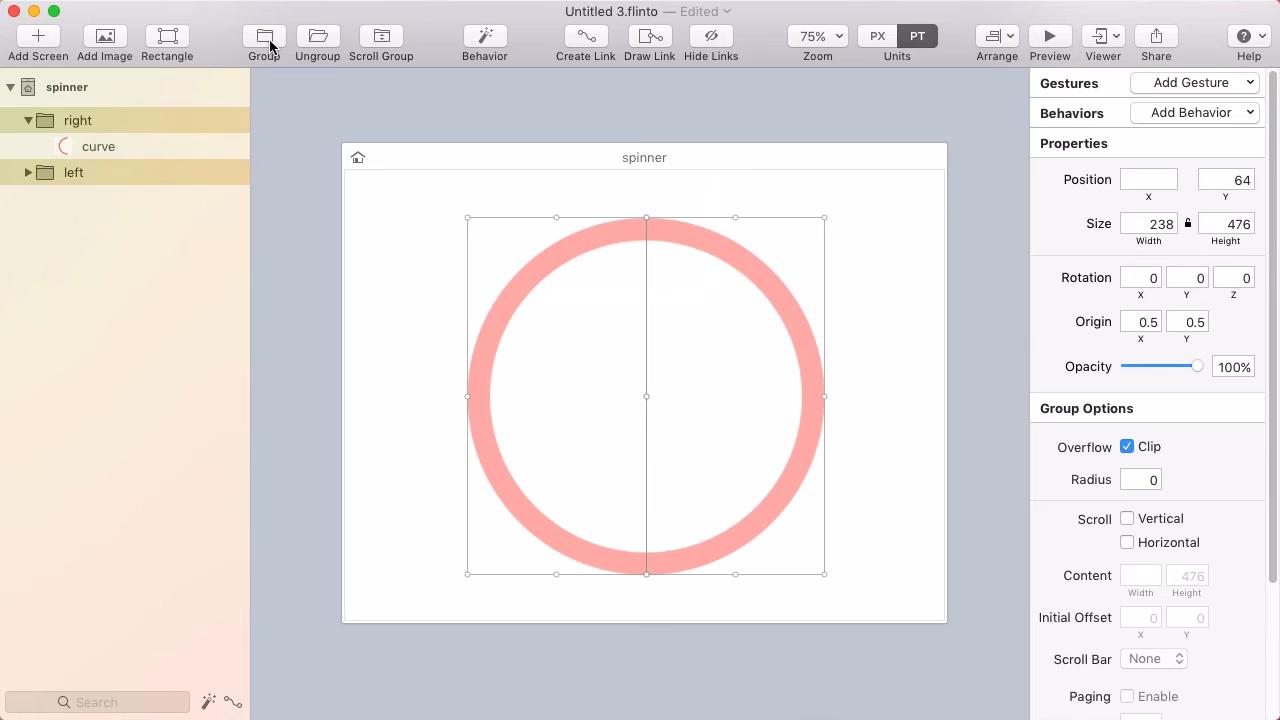 Untitled 3.flinto — Edited
Add Screen
Add Image
Rectangle
Group
Ungroup
Scroll Group
Behavior
Create Link
Draw Link
Hide Links
75%
Zoom
PX
PT
Units
Arrange
Preview
Viewer
Share
?
Help
spinner
right
curve
left
Search
spinner
Gestures
Add Gesture
Behaviors
Add Behavior
Properties
Position
64
X
Y
Size
238
476
Width
Height
Rotation
0
0
0
X
Y
Z
Origin
0.5
0.5
X
Y
Opacity
100%
Group Options
Overflow
Clip
Radius
0
Scroll
Vertical
Horizontal
Content
476
Width
Height
Initial Offset
0
0
X
Y
Scroll Bar
None
Paging
Enable